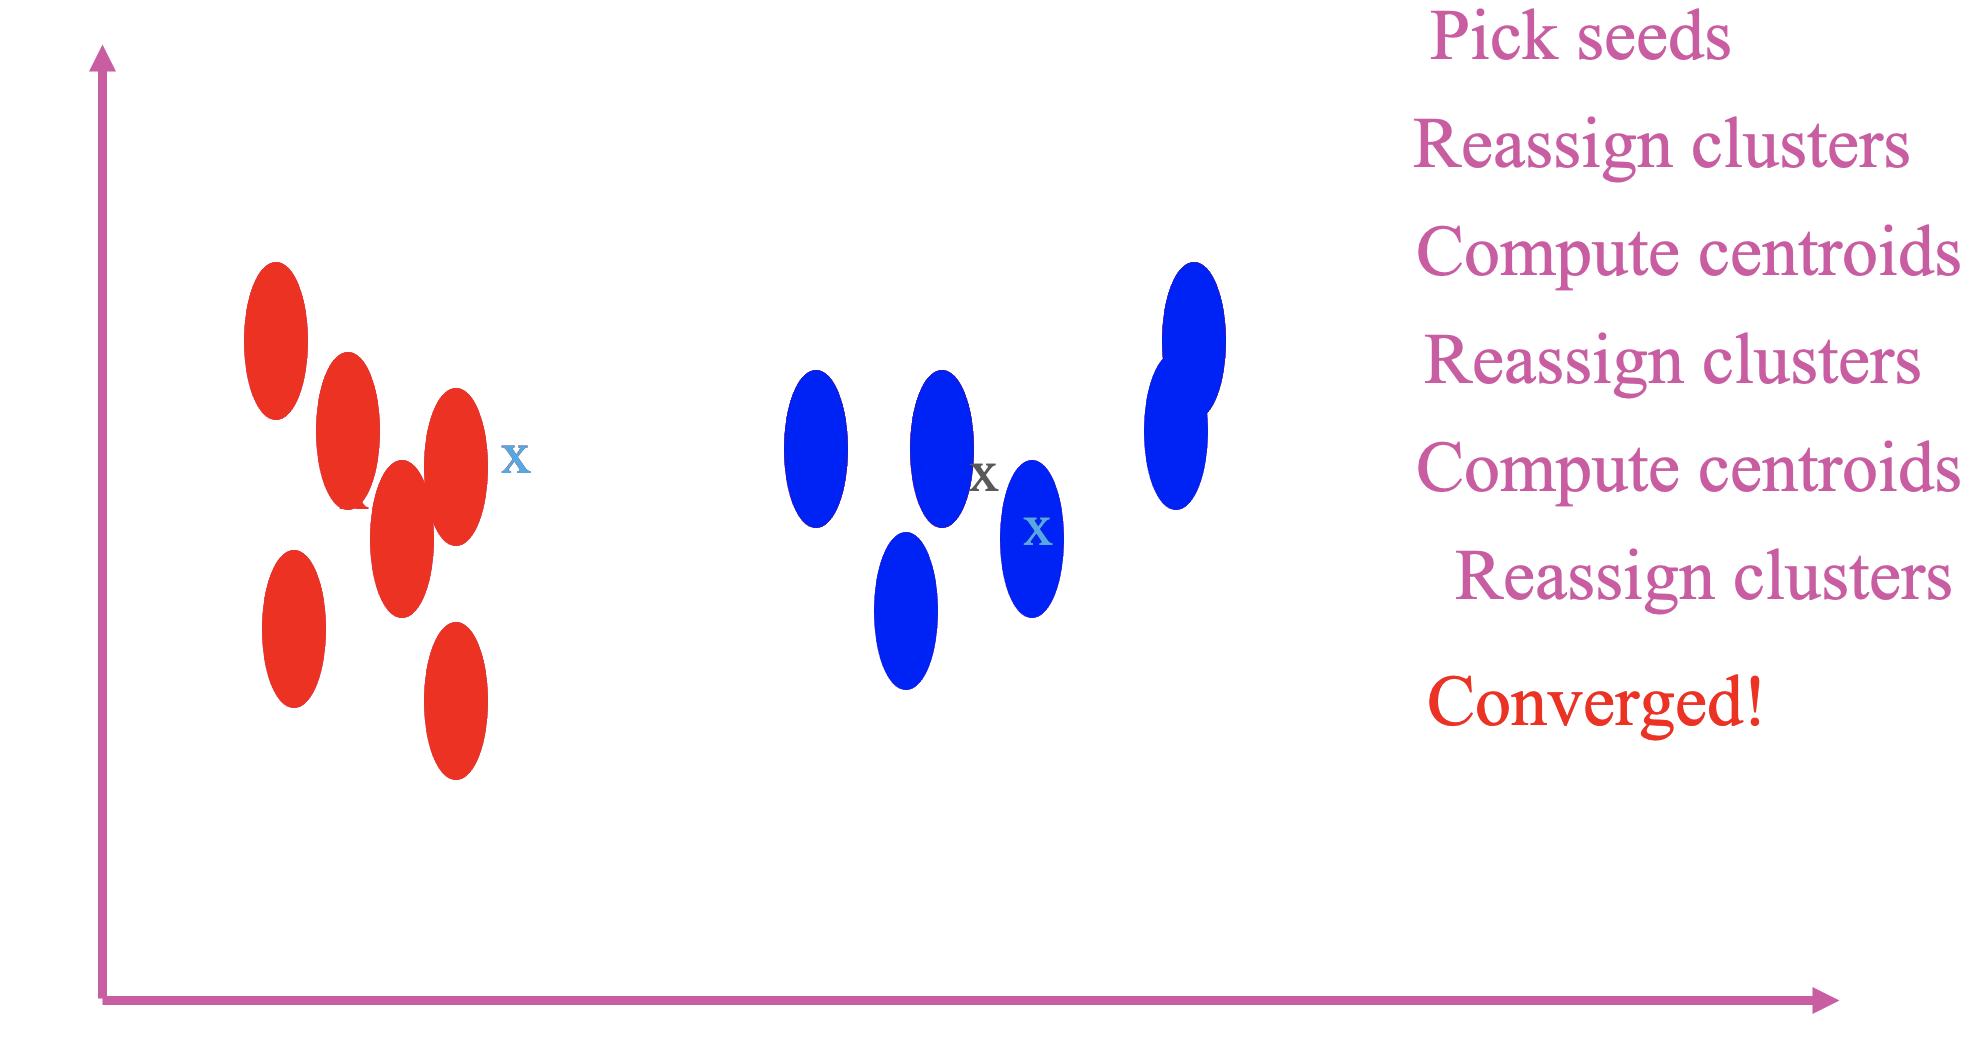 Pick seeds
Reassign clusters
Compute centroids
Reassign clusters
x
x
Compute centroids
x
Reassign clusters
Converged!